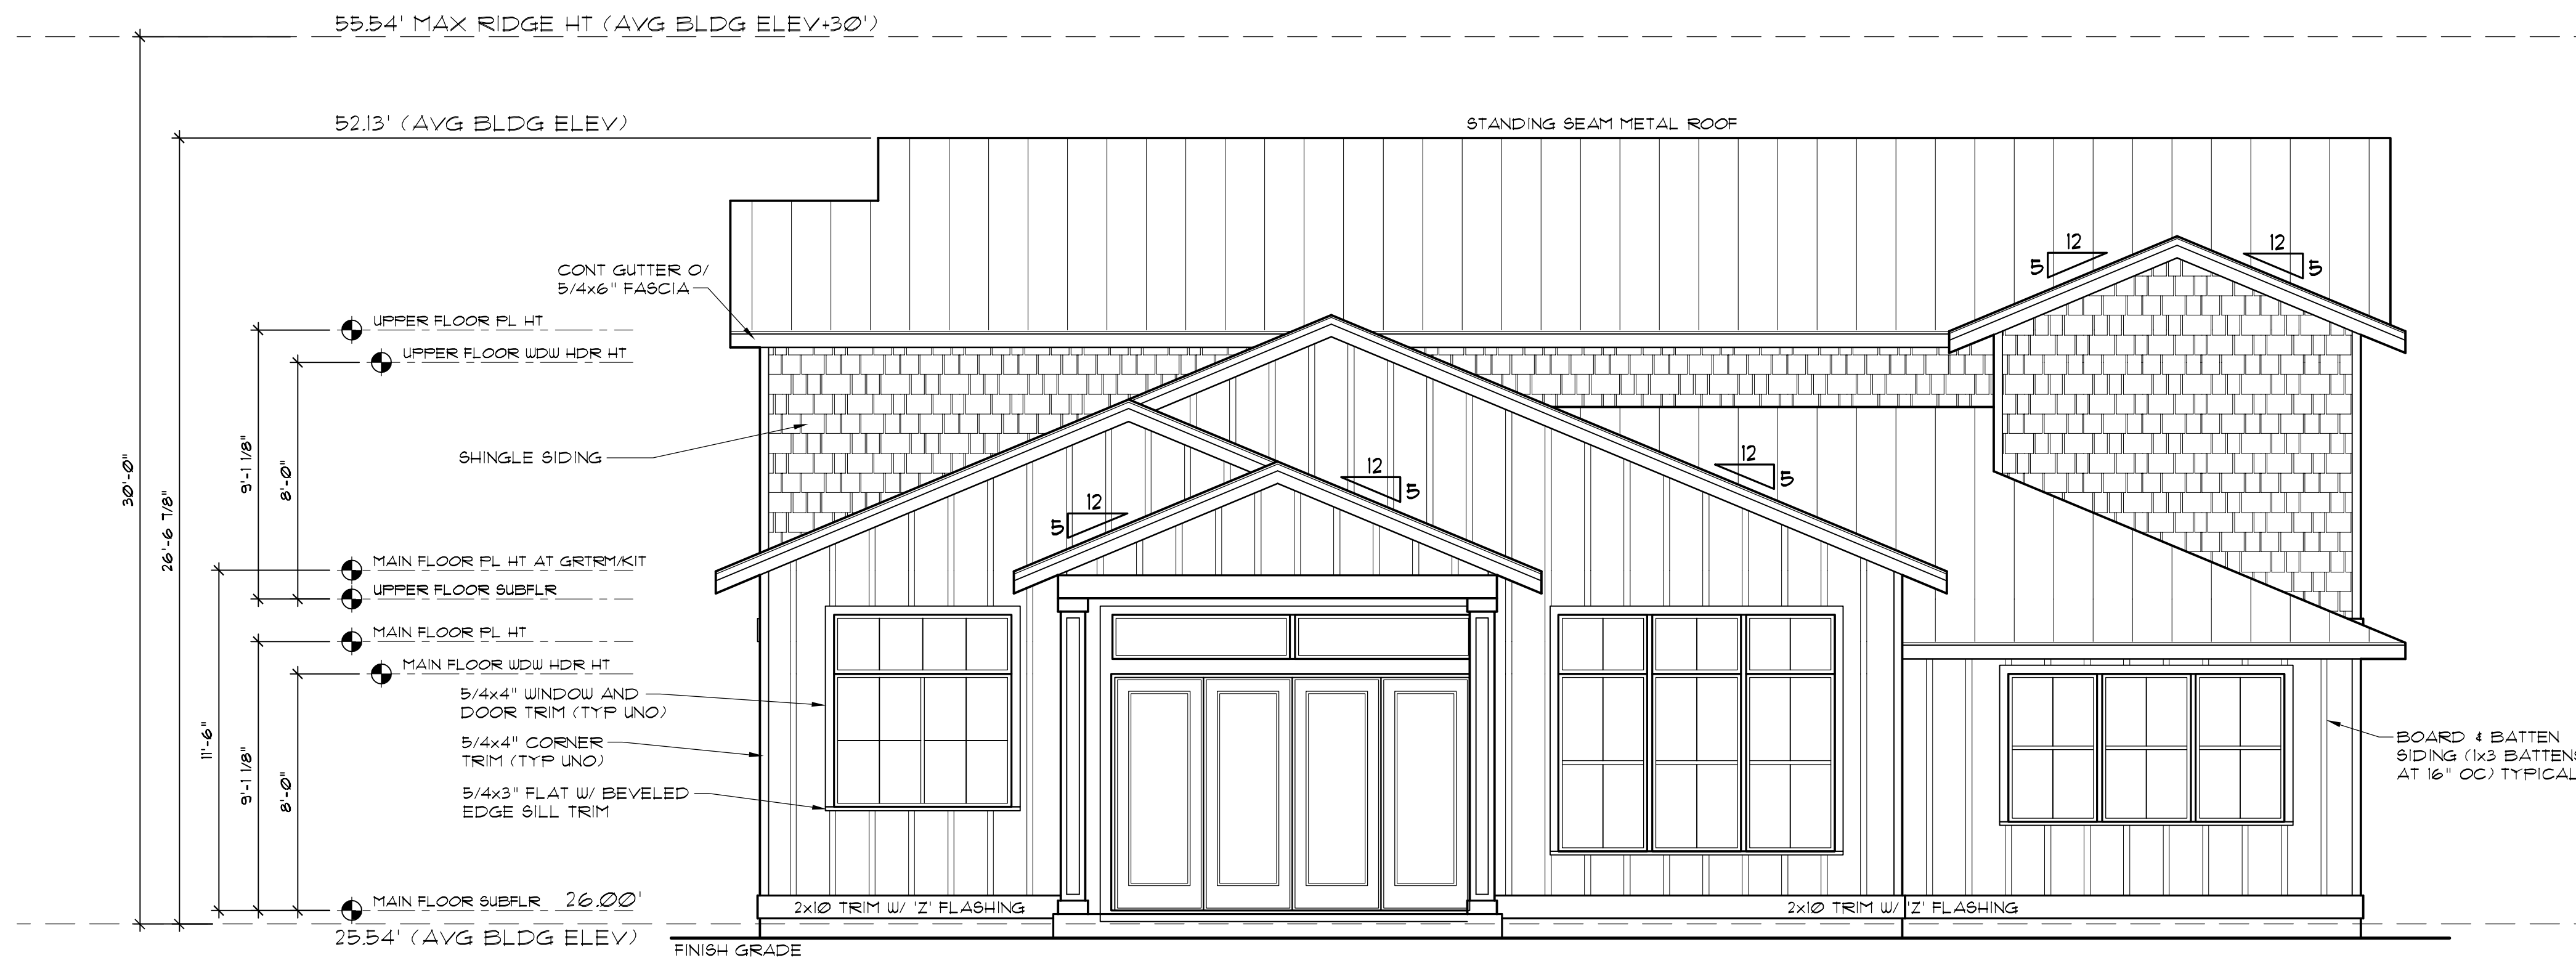 55.54' MAX RIDGE HT (AVG BLDG ELEV+30')
52.13' (AVG BLDG ELEV)
STANDING SEAM METAL ROOF
12
5
12
5
CONT GUTTER O/
5/4x6" FASCIA
UPPER FLOOR PL HT
UPPER FLOOR WDW HDR HT
SHINGLE SIDING
12
5
12
5
12
5
30'-0"
26'-6 7/8"
9'-1 1/8"
8'-0"
MAIN FLOOR PL HT AT GRTRM/KIT
UPPER FLOOR SUBFLR
MAIN FLOOR PL HT
MAIN FLOOR WDW HDR HT
5/4x4" WINDOW AND
DOOR TRIM (TYP UNO)
5/4x4" CORNER
TRIM (TYP UNO)
5/4x3" FLAT W/ BEVELED
EDGE SILL TRIM
11'-6"
9'-1 1/8"
8'-0"
BOARD & BATTEN
SIDING (1x3 BATTENS
AT 16" OC) TYPICAL
MAIN FLOOR SUBFLR 26.00'
2x10 TRIM W/ 'Z' FLASHING
2x10 TRIM W/ 'Z' FLASHING
25.54' (AVG BLDG ELEV)
FINISH GRADE